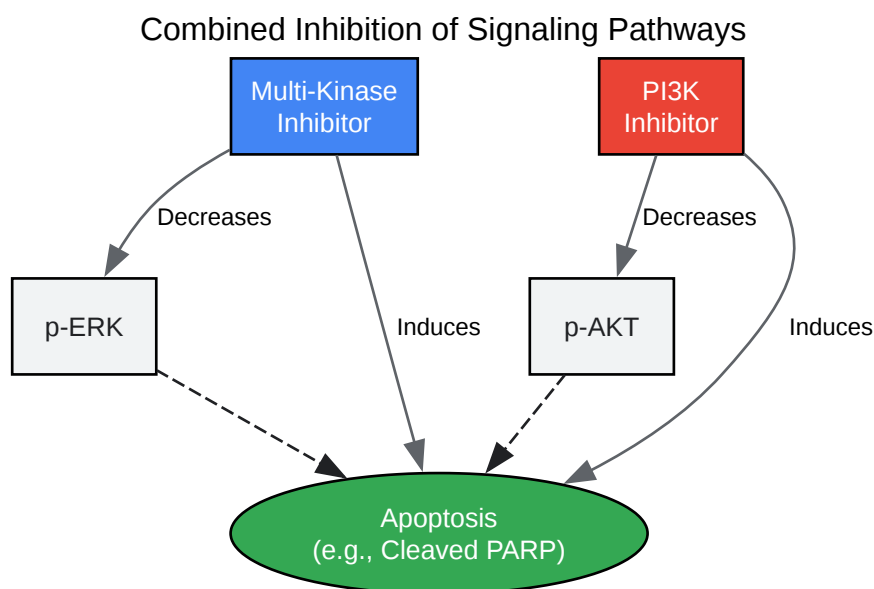 Combined Inhibition of Signaling Pathways
Multi-Kinase
Inhibitor
PI3K
Inhibitor
Decreases
Decreases
p-ERK
Induces
p-AKT
Induces
Apoptosis
(e.g., Cleaved PARP)